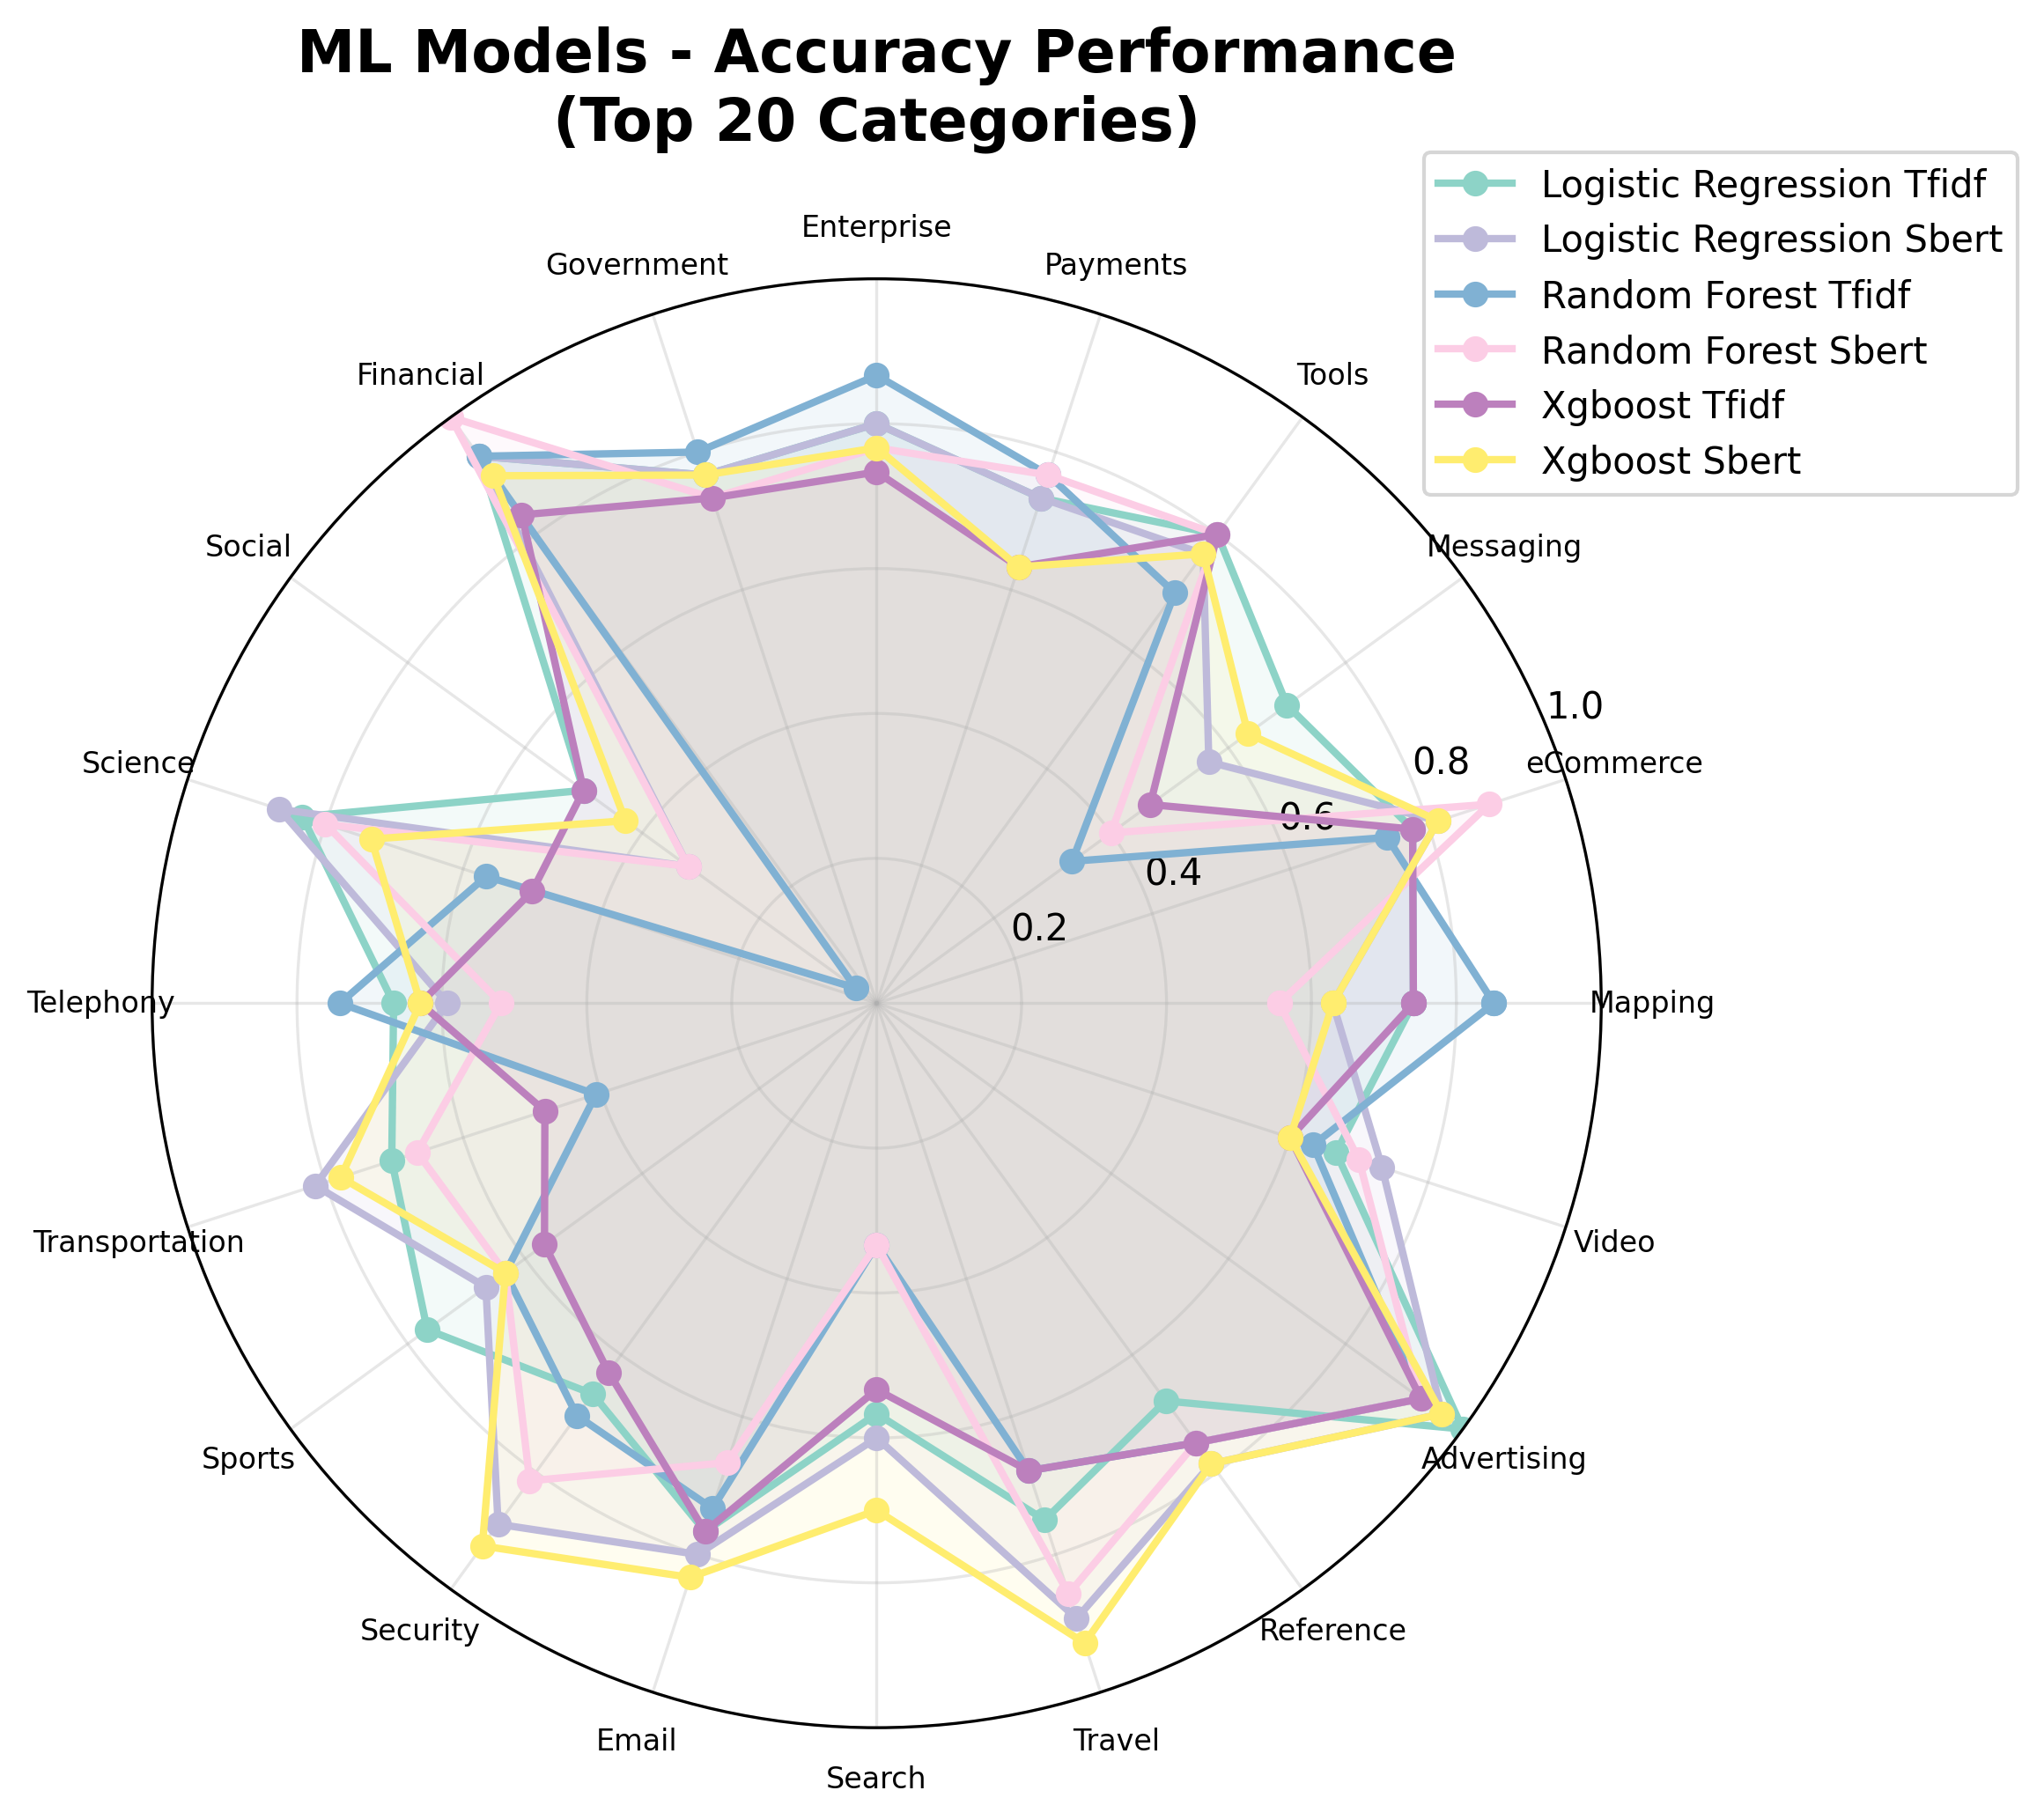 ML Models - Accuracy Performance
(Top 20 Categories)
Logistic Regression Tfidf
Logistic Regression Sbert
Random Forest Tfidf
Random Forest Sbert
Xgboost Tfidf
Xgboost Sbert
Enterprise
Government
Payments
Financial
Tools
Social
Messaging
1.0
0.8
Science
eCommerce
0.6
0.4
0.2
Telephony
Mapping
Transportation
Video
Sports
Advertising
Security
Reference
Email
Travel
Search